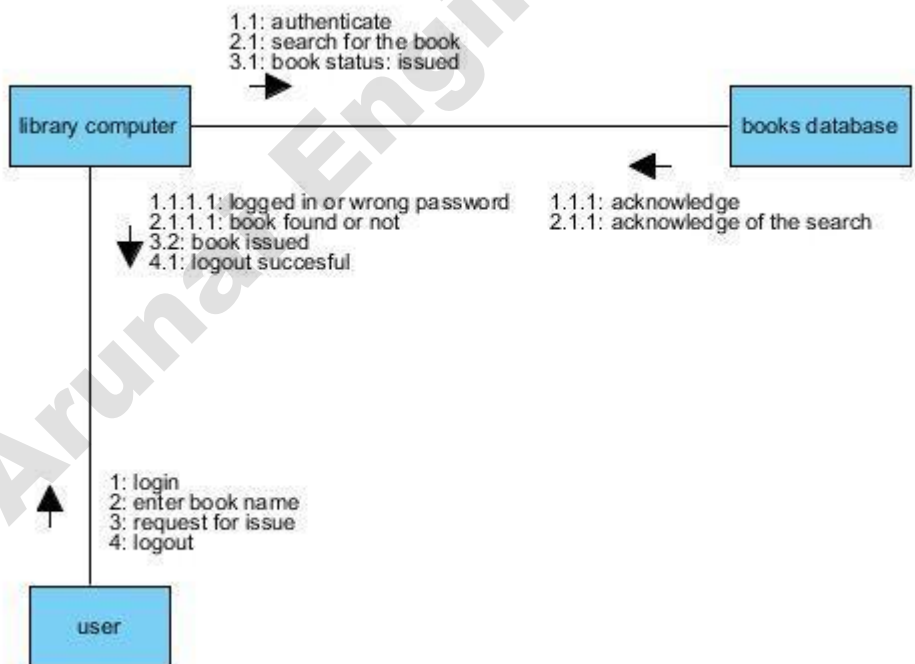 1.1: authenticate
2.1: search for the book
3.1: book status: issued
library computer
books database
1.1.1.1: logged in or wrong password
2.1.1.1: book found or not
3.2: book issued
4.1: logout succesful
1.1.1: acknowledge
2.1.1: acknowledge of the search
1: login
2: enter book name
3: request for issue
4: logout
user
Arunai